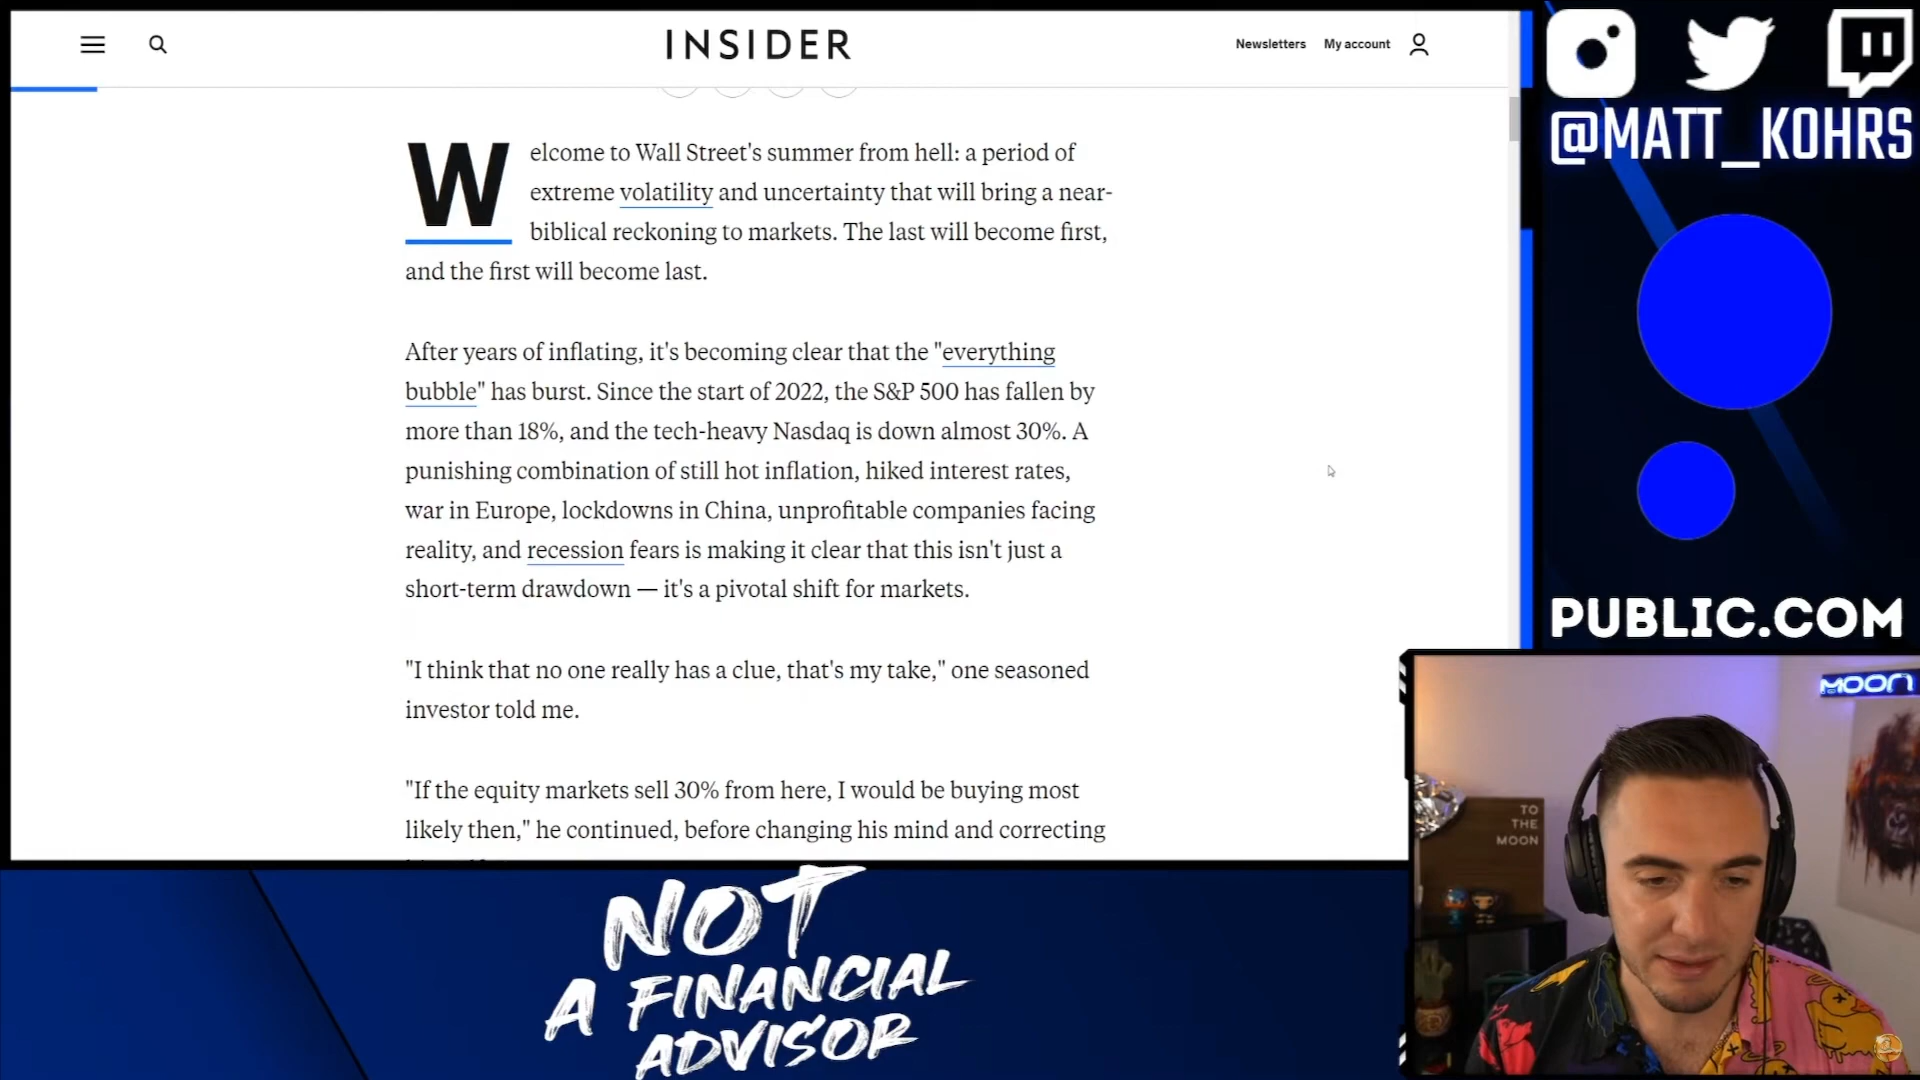 INSIDER
Newsletters My account
@MATT_KOHRS
Welcome to Wall Street's summer from hell: a period of
extreme volatility and uncertainty that will bring a near-
biblical reckoning to markets. The last will become first,
and the first will become last.
After years of inflating, it's becoming clear that the "everything
bubble" has burst. Since the start of 2022, the S&P 500 has fallen by
more than 18%, and the tech-heavy Nasdaq is down almost 30%. A
punishing combination of still hot inflation, hiked interest rates,
war in Europe, lockdowns in China, unprofitable companies facing
reality, and recession fears is making it clear that this isn't just a
short-term drawdown — it's a pivotal shift for markets.
"I think that no one really has a clue, that's my take," one seasoned
investor told me.
"If the equity markets sell 30% from here, I would be buying most
likely then," he continued, before changing his mind and correcting
PUBLIC.COM
MOON
TO
THE
MOON
NOT
A FINANCIAL
ADVISOR